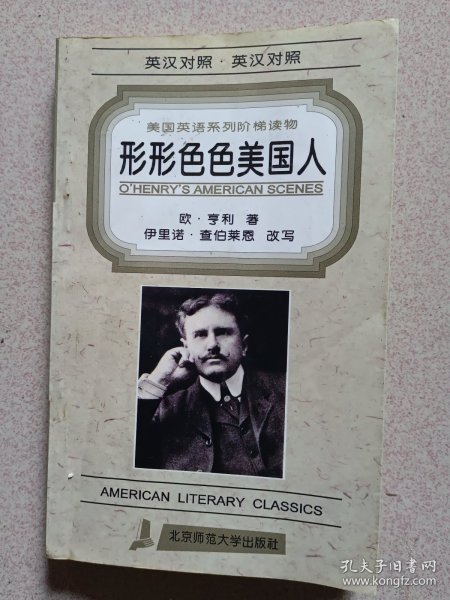 英汉对照·英汉对照
美国英语系列阶梯读物
形形色色美国人
O'HENRY'S AMERICAN SCENES
欧·亨利 著
伊里诺·查伯莱恩 改写
AMERICAN LITERARY CLASSICS
北京师范大学出版社
孔夫子旧书网
www.kongfz.com